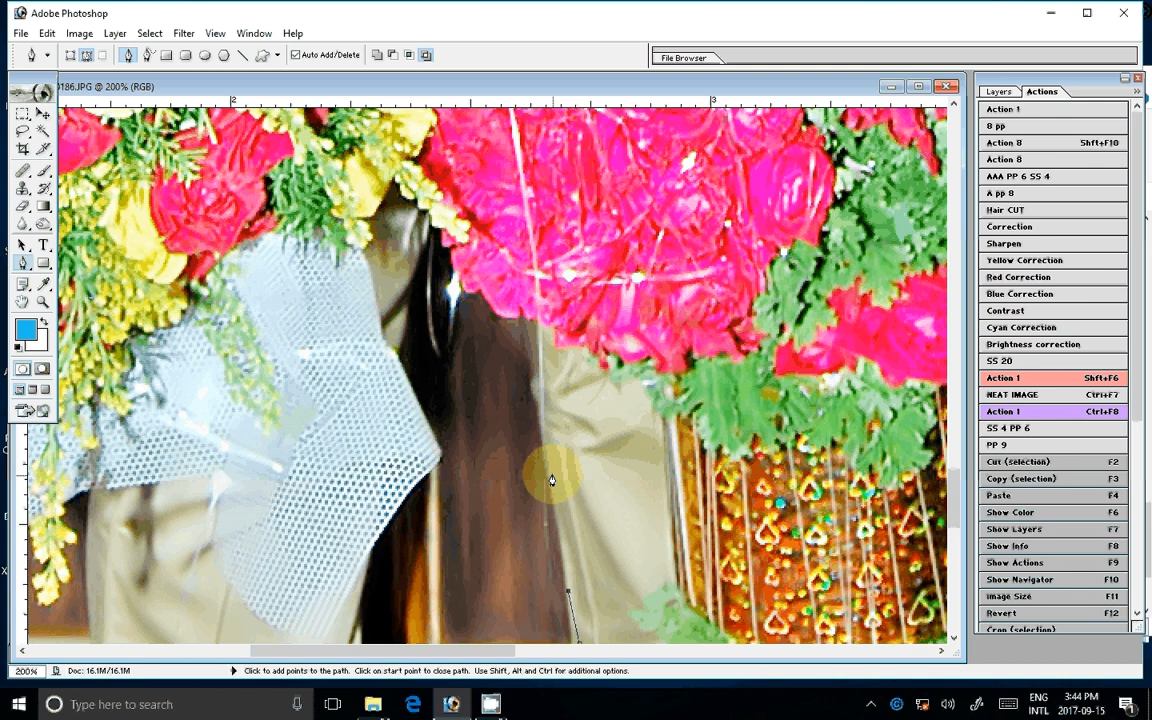 Adobe Photoshop
File Edit Image Layer Select Filter View Window Help
Auto Add/Delete
File Browser
186.JPG @ 200% (RGB)
2
3
Layers Actions
Action 1
8 pp
Action 8 Shft+F10
Action 8
AAA PP 6 SS 4
A pp 8
Hair CUT
Correction
Sharpen
Yellow Correction
Red Correction
Blue Correction
Contrast
Cyan Correction
Brightness correction
SS 20
Action 1 Shft+F6
NEAT IMAGE Ctrl+F7
Action 1 Ctrl+F8
SS 4 PP 6
PP 9
Cut (selection) F2
Copy (selection) F3
Paste F4
Show Color F6
Show Layers F7
Show Info F8
Show Actions F9
Show Navigator F10
Image Size F11
Revert F12
Crop (selection)
200% Doc: 16.1M/16.1M Click to add points to the path. Click on start point to close path. Use Shift, Alt and Ctrl for additional options.
Type here to search
ENG
INTL
3:44 PM
2017-09-15
1